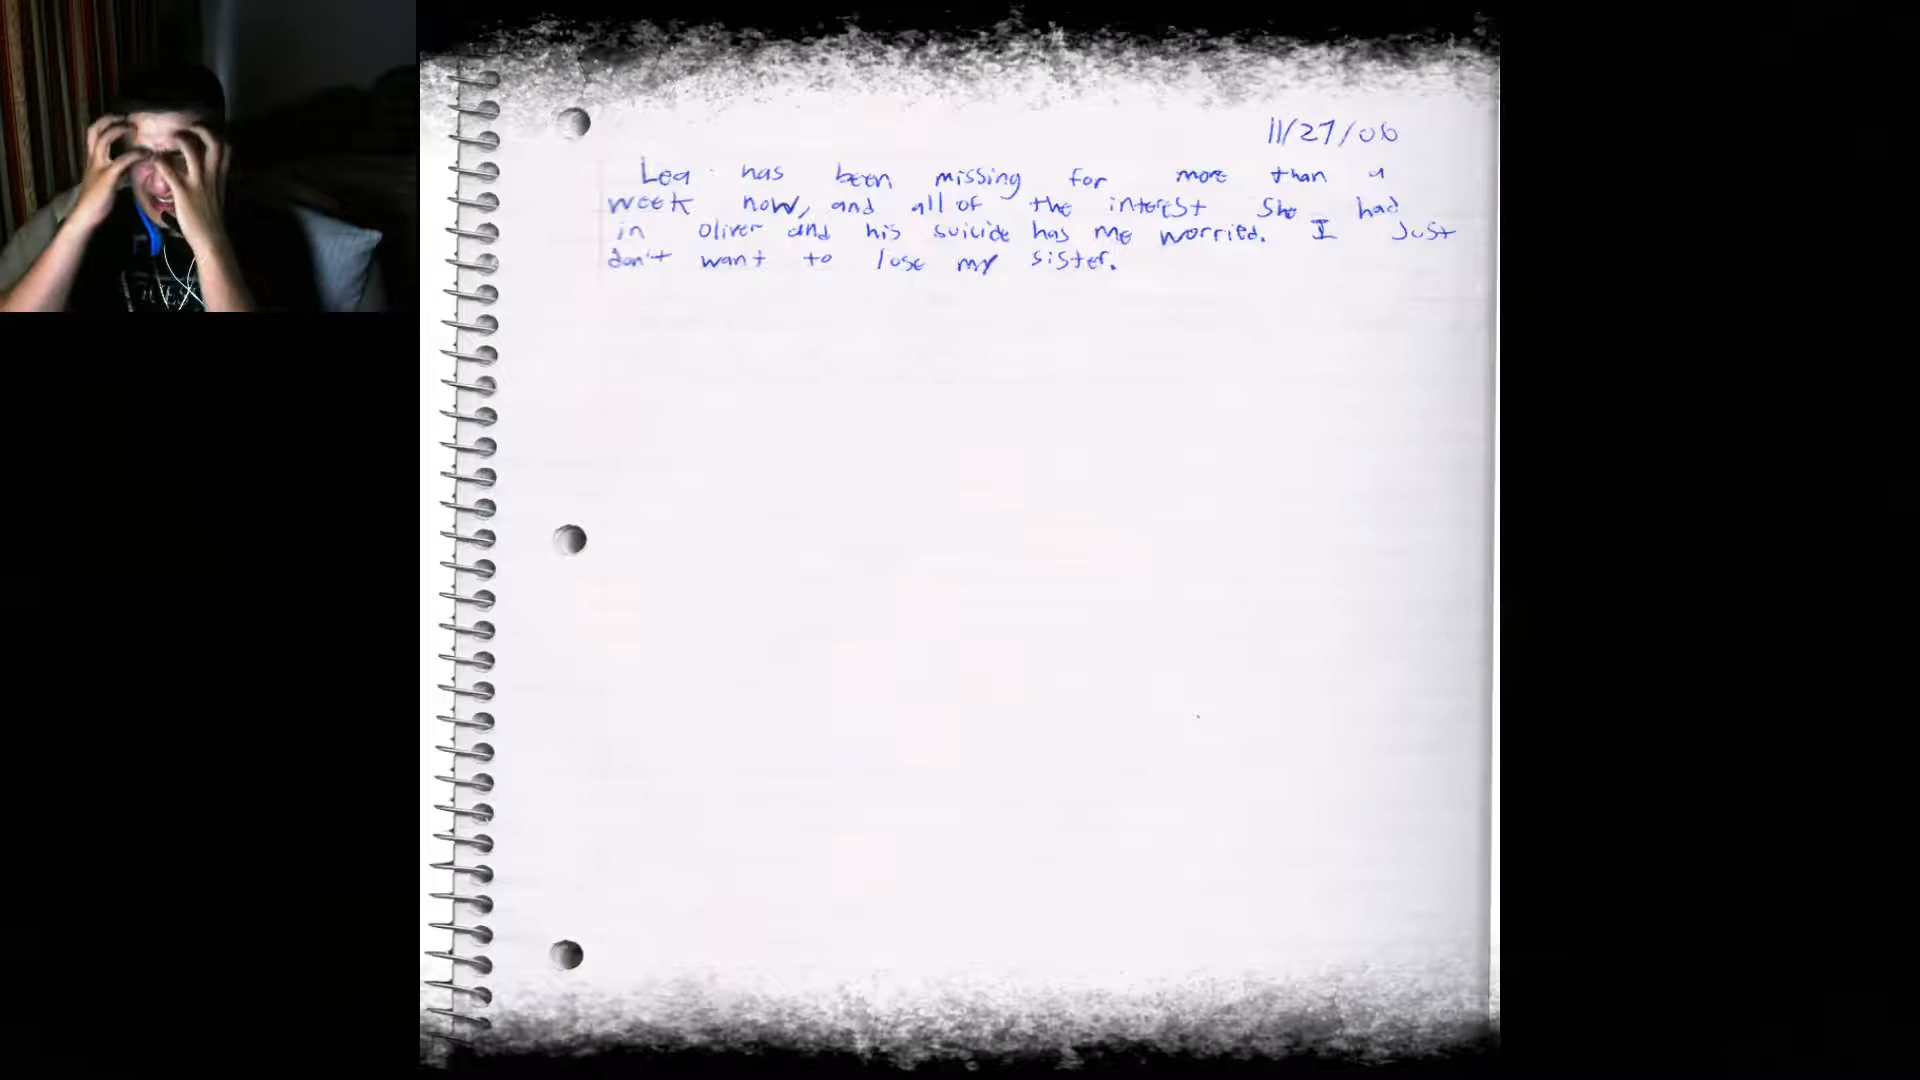 11/27/06
Lea has been missing for more than a
week now, and all of the interest she had
in Oliver and his suicide has me worried. I just
don't want to lose my sister.